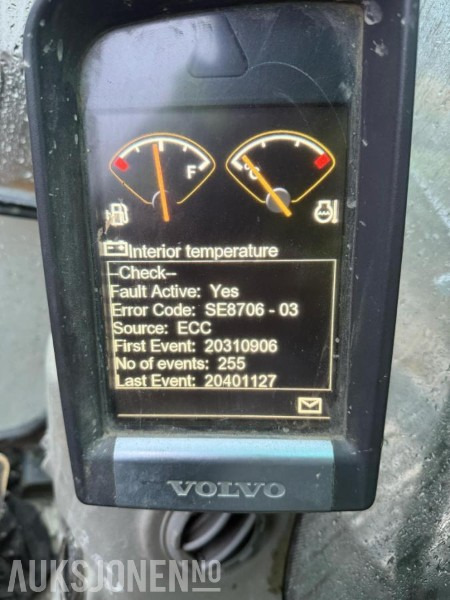 F
°C
Interior temperature
--Check--
Fault Active: Yes
Error Code: SE8706 - 03
Source: ECC
First Event: 20310906
No of events: 255
Last Event: 20401127
VOLVO
AUKSJONEN.NO